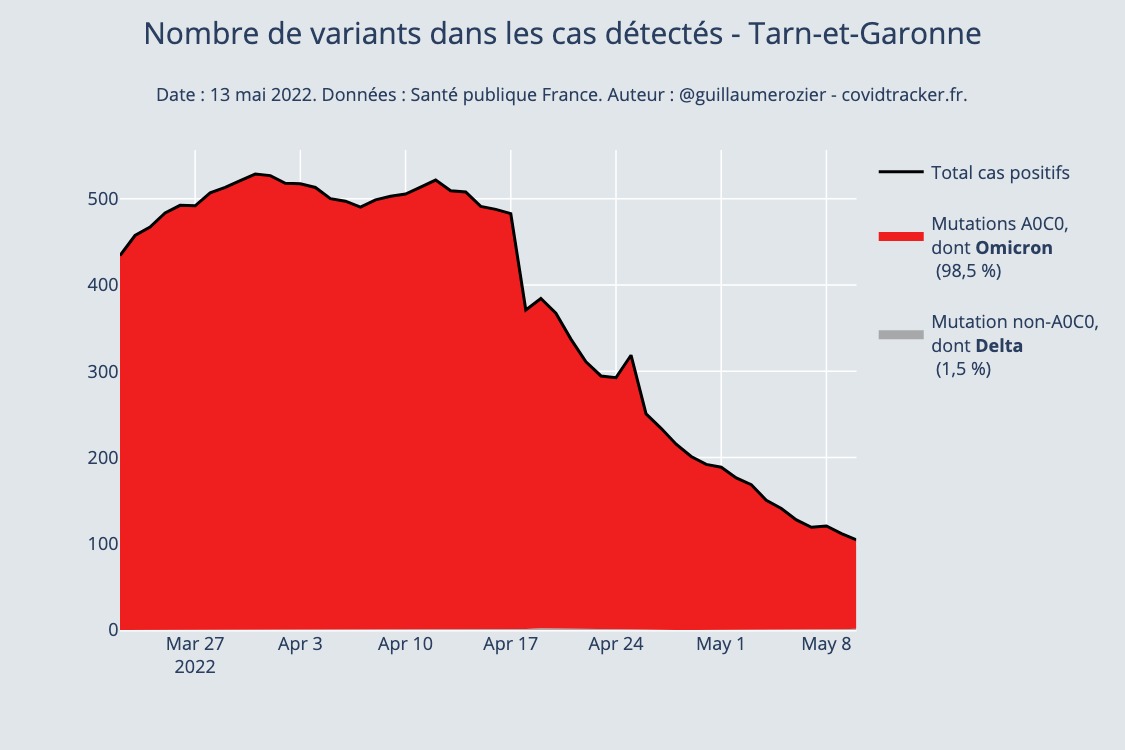 Nombre de variants dans les cas détectés - Tarn-et-Garonne
Date : 13 mai 2022. Données : Santé publique France. Auteur : @guillaumerozier - covidtracker.fr.
Total cas positifs
Mutations A0C0,
dont Omicron
(98,5 %)
Mutation non-A0C0,
dont Delta
(1,5 %)
500
400
300
200
100
0
Mar 27 Apr 3 Apr 10 Apr 17 Apr 24 May 1 May 8
2022